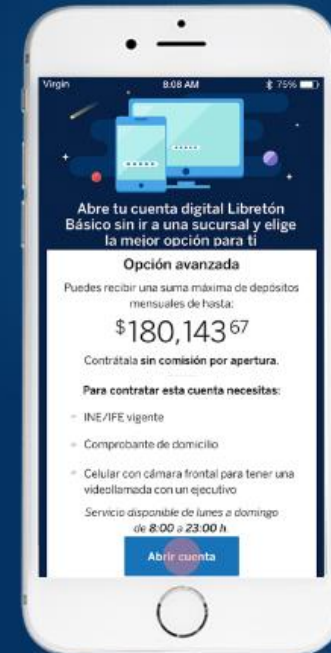 Virgin 8:08 AM 75%
Abre tu cuenta digital Libretón
Básico sin ir a una sucursal y elige
la mejor opción para ti
Opción avanzada
Puedes recibir una suma máxima de depósitos
mensuales de hasta:
$180,143 67
Contrátala sin comisión por apertura.
Para contratar esta cuenta necesitas:
INE/IFE vigente
Comprobante de domicilio
Celular con cámara frontal para tener una
videollamada con un ejecutivo
Servicio disponible de lunes a domingo
de 8:00 a 23:00 h.
Abrir cuenta